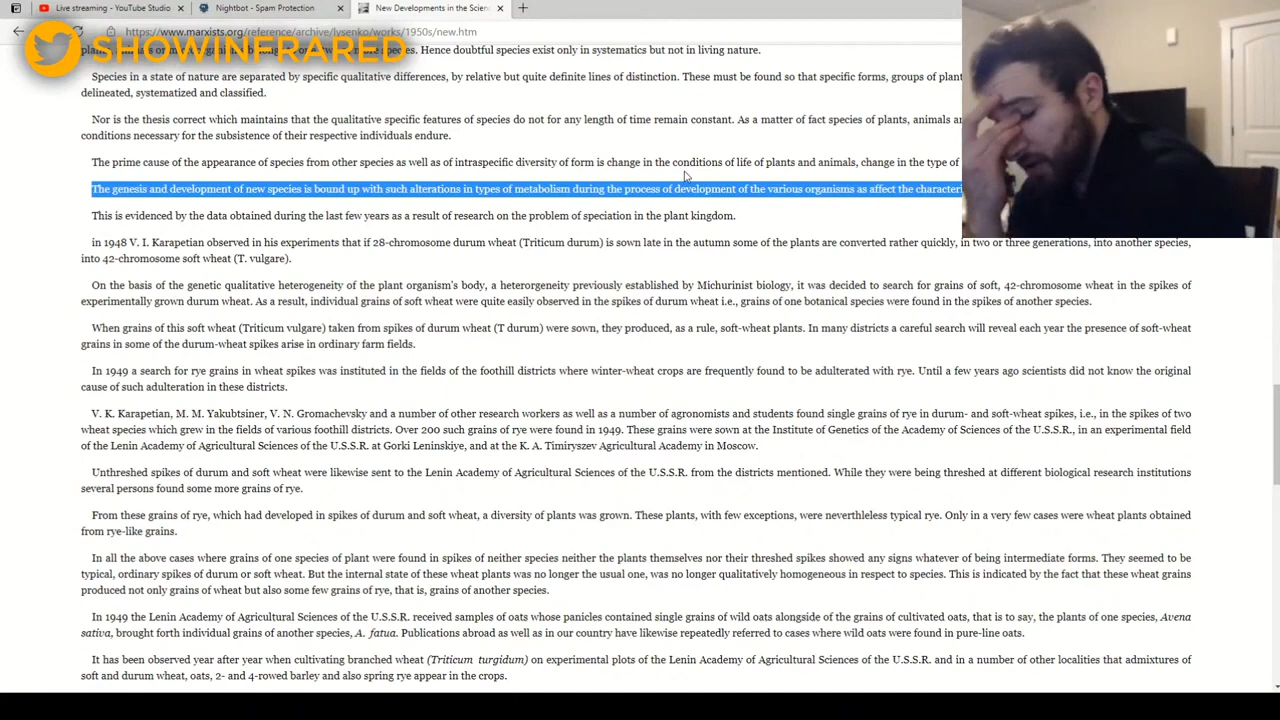 Live streaming - YouTube Studio
Nightbot - Spam Protection
New Developments in the Scien
https://www.marxists.org/reference/archive/lysenko/works/1950s/new.htm
SHOWINFRARED
Hence doubtful species exist only in systematics but not in living nature.
Species in a state of nature are separated by specific qualitative differences, by relative but quite definite lines of distinction. These must be found so that specific forms, groups of plant
delineated, systematized and classified.
Nor is the thesis correct which maintains that the qualitative specific features of species do not for any length of time remain constant. As a matter of fact species of plants, animals an
conditions necessary for the subsistence of their respective individuals endure.
The prime cause of the appearance of species from other species as well as of intraspecific diversity of form is change in the conditions of life of plants and animals, change in the type of
The genesis and development of new species is bound up with such alterations in types of metabolism during the process of development of the various organisms as affect the characteri
This is evidenced by the data obtained during the last few years as a result of research on the problem of speciation in the plant kingdom.
in 1948 V. I. Karapetian observed in his experiments that if 28-chromosome durum wheat (Triticum durum) is sown late in the autumn some of the plants are converted rather quickly, in two or three generations, into another species,
into 42-chromosome soft wheat (T. vulgare).
On the basis of the genetic qualitative heterogeneity of the plant organism's body, a heterorgeneity previously established by Michurinist biology, it was decided to search for grains of soft, 42-chromosome wheat in the spikes of
experimentally grown durum wheat. As a result, individual grains of soft wheat were quite easily observed in the spikes of durum wheat i.e., grains of one botanical species were found in the spikes of another species.
When grains of this soft wheat (Triticum vulgare) taken from spikes of durum wheat (T durum) were sown, they produced, as a rule, soft-wheat plants. In many districts a careful search will reveal each year the presence of soft-wheat
grains in some of the durum-wheat spikes arise in ordinary farm fields.
In 1949 a search for rye grains in wheat spikes was instituted in the fields of the foothill districts where winter-wheat crops are frequently found to be adulterated with rye. Until a few years ago scientists did not know the original
cause of such adulteration in these districts.
V. K. Karapetian, M. M. Yakubtsiner, V. N. Gromachevsky and a number of other research workers as well as a number of agronomists and students found single grains of rye in durum- and soft-wheat spikes, i.e., in the spikes of two
wheat species which grew in the fields of various foothill districts. Over 200 such grains of rye were found in 1949. These grains were sown at the Institute of Genetics of the Academy of Sciences of the U.S.S.R., in an experimental field
of the Lenin Academy of Agricultural Sciences of the U.S.S.R. at Gorki Leninskiye, and at the K. A. Timiryszev Agricultural Academy in Moscow.
Unthreshed spikes of durum and soft wheat were likewise sent to the Lenin Academy of Agricultural Sciences of the U.S.S.R. from the districts mentioned. While they were being threshed at different biological research institutions
several persons found some more grains of rye.
From these grains of rye, which had developed in spikes of durum and soft wheat, a diversity of plants was grown. These plants, with few exceptions, were nevertheless typical rye. Only in a very few cases were wheat plants obtained
from rye-like grains.
In all the above cases where grains of one species of plant were found in spikes of neither species neither the plants themselves nor their threshed spikes showed any signs whatever of being intermediate forms. They seemed to be
typical, ordinary spikes of durum or soft wheat. But the internal state of these wheat plants was no longer the usual one, was no longer qualitatively homogeneous in respect to species. This is indicated by the fact that these wheat grains
produced not only grains of wheat but also some few grains of rye, that is, grains of another species.
In 1949 the Lenin Academy of Agricultural Sciences of the U.S.S.R. received samples of oats whose panicles contained single grains of wild oats alongside of the grains of cultivated oats, that is to say, the plants of one species, Avena
sativa, brought forth individual grains of another species, A. fatua. Publications abroad as well as in our country have likewise repeatedly referred to cases where wild oats were found in pure-line oats.
It has been observed year after year when cultivating branched wheat (Triticum turgidum) on experimental plots of the Lenin Academy of Agricultural Sciences of the U.S.S.R. and in a number of other localities that admixtures of
soft and durum wheat, oats, 2- and 4-rowed barley and also spring rye appear in the crops.